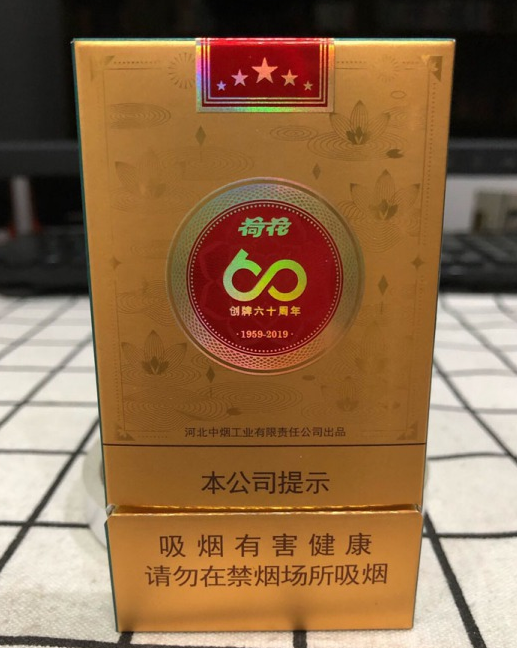 荷花
60
创牌六十周年
·1959-2019·
河北中烟工业有限责任公司出品
本公司提示
吸烟有害健康
请勿在禁烟场所吸烟